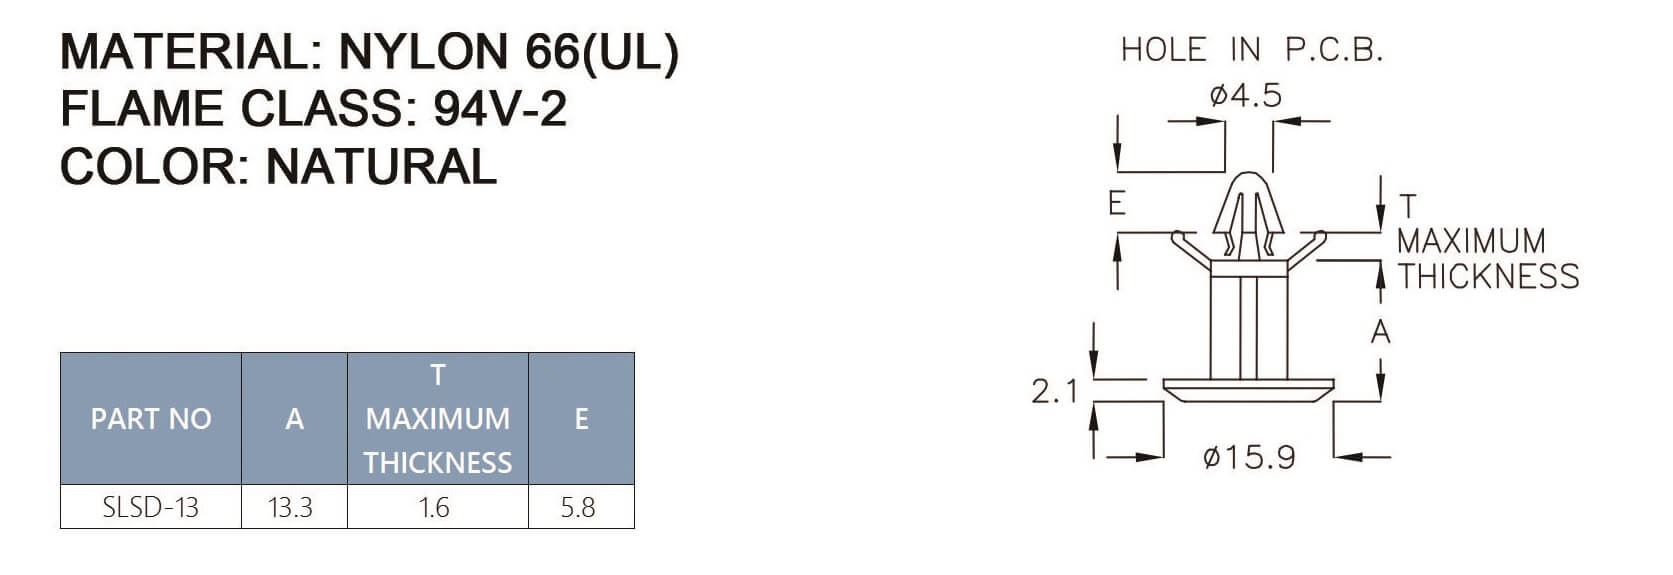 MATERIAL: NYLON 66(UL)
FLAME CLASS: 94V-2
COLOR: NATURAL
HOLE IN P.C.B.
ø4.5
E
T
MAXIMUM
THICKNESS
A
2.1
ø15.9
PART NO
A
T
MAXIMUM
THICKNESS
E
SLSD-13
13.3
1.6
5.8